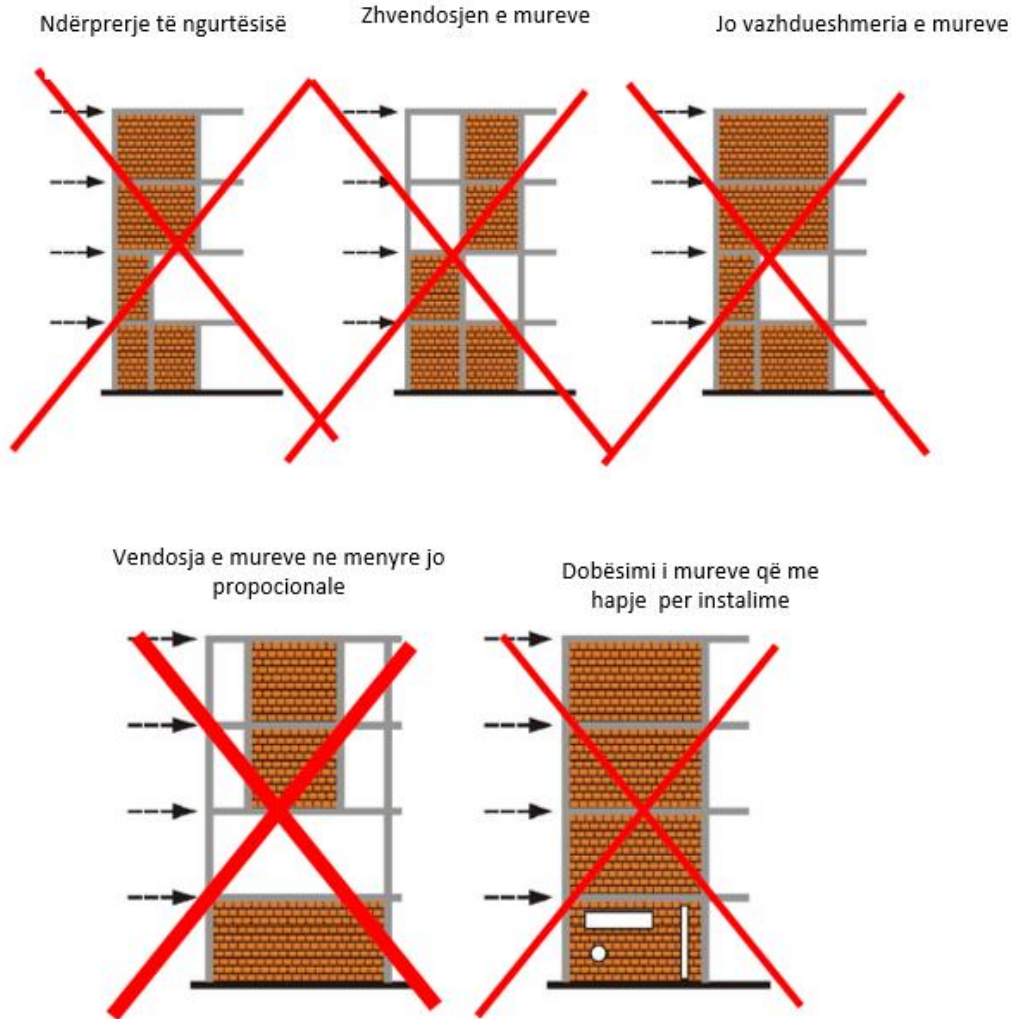 Ndërprerje të ngurtësisë
Zhvendosjen e mureve
Jo vazhdueshmeria e mureve
Vendosja e mureve ne menyre jo
propocionale
Dobësimi i mureve që me
hapje per instalime